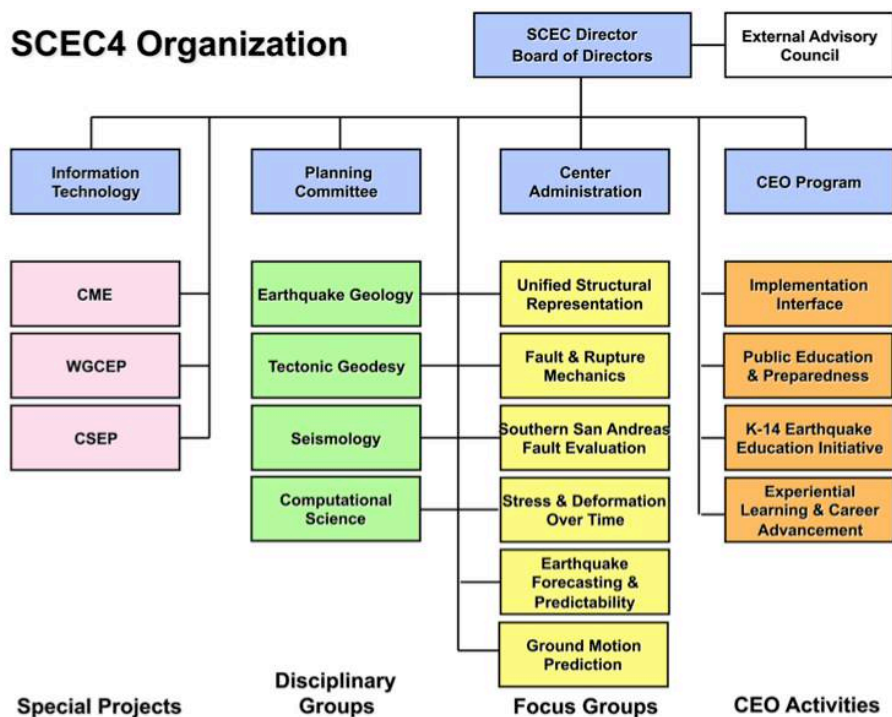 SCEC4 Organization
SCEC Director
Board of Directors
External Advisory
Council
Information
Technology
Planning
Committee
Center
Administration
CEO Program
CME
WGCEP
CSEP
Earthquake Geology
Tectonic Geodesy
Seismology
Computational
Science
Unified Structural
Representation
Fault & Rupture
Mechanics
Southern San Andreas
Fault Evaluation
Stress & Deformation
Over Time
Earthquake
Forecasting &
Predictability
Ground Motion
Prediction
Implementation
Interface
Public Education
& Preparedness
K-14 Earthquake
Education Initiative
Experiential
Learning & Career
Advancement
Special Projects
Disciplinary
Groups
Focus Groups
CEO Activities